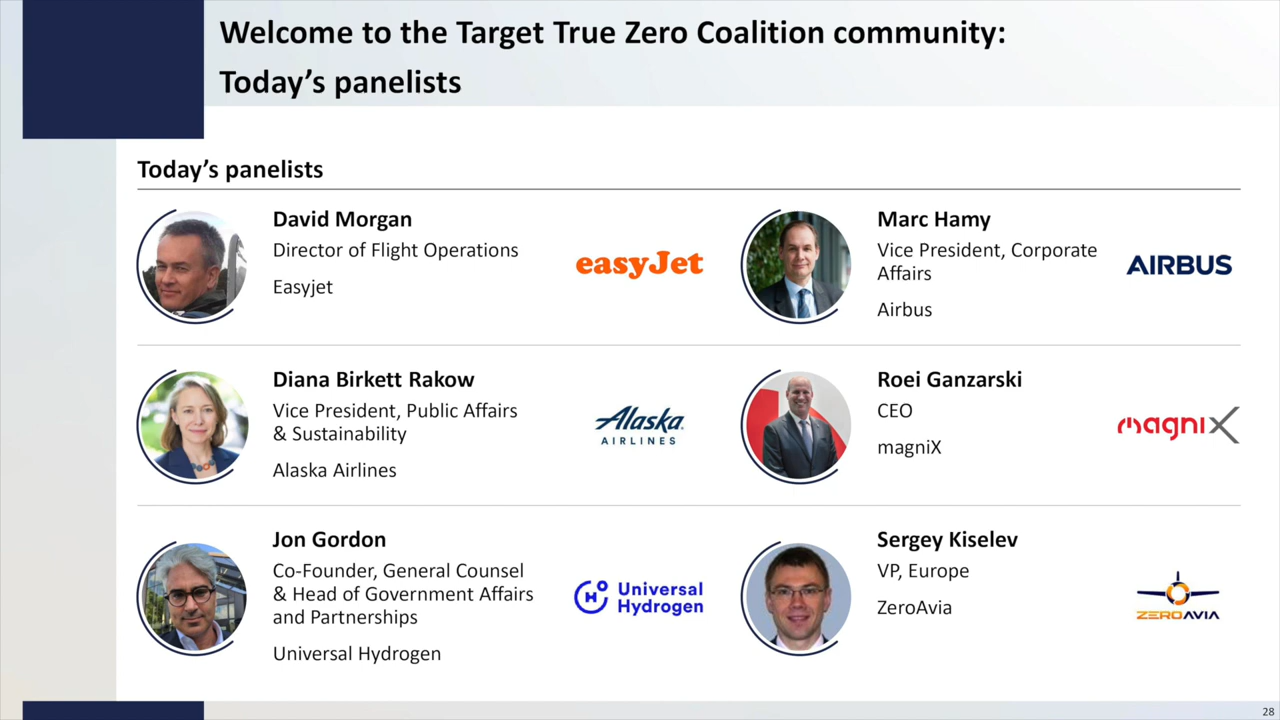 Welcome to the Target True Zero Coalition community:
Today’s panelists
Today’s panelists
David Morgan
Director of Flight Operations
Easyjet
easyJet
Marc Hamy
Vice President, Corporate
Affairs
Airbus
AIRBUS
Diana Birkett Rakow
Vice President, Public Affairs
& Sustainability
Alaska Airlines
Alaska
AIRLINES
Roei Ganzarski
CEO
magniX
magniX
Jon Gordon
Co-Founder, General Counsel
& Head of Government Affairs
and Partnerships
Universal Hydrogen
Universal
Hydrogen
Sergey Kiselev
VP, Europe
ZeroAvia
ZEROAVIA
28